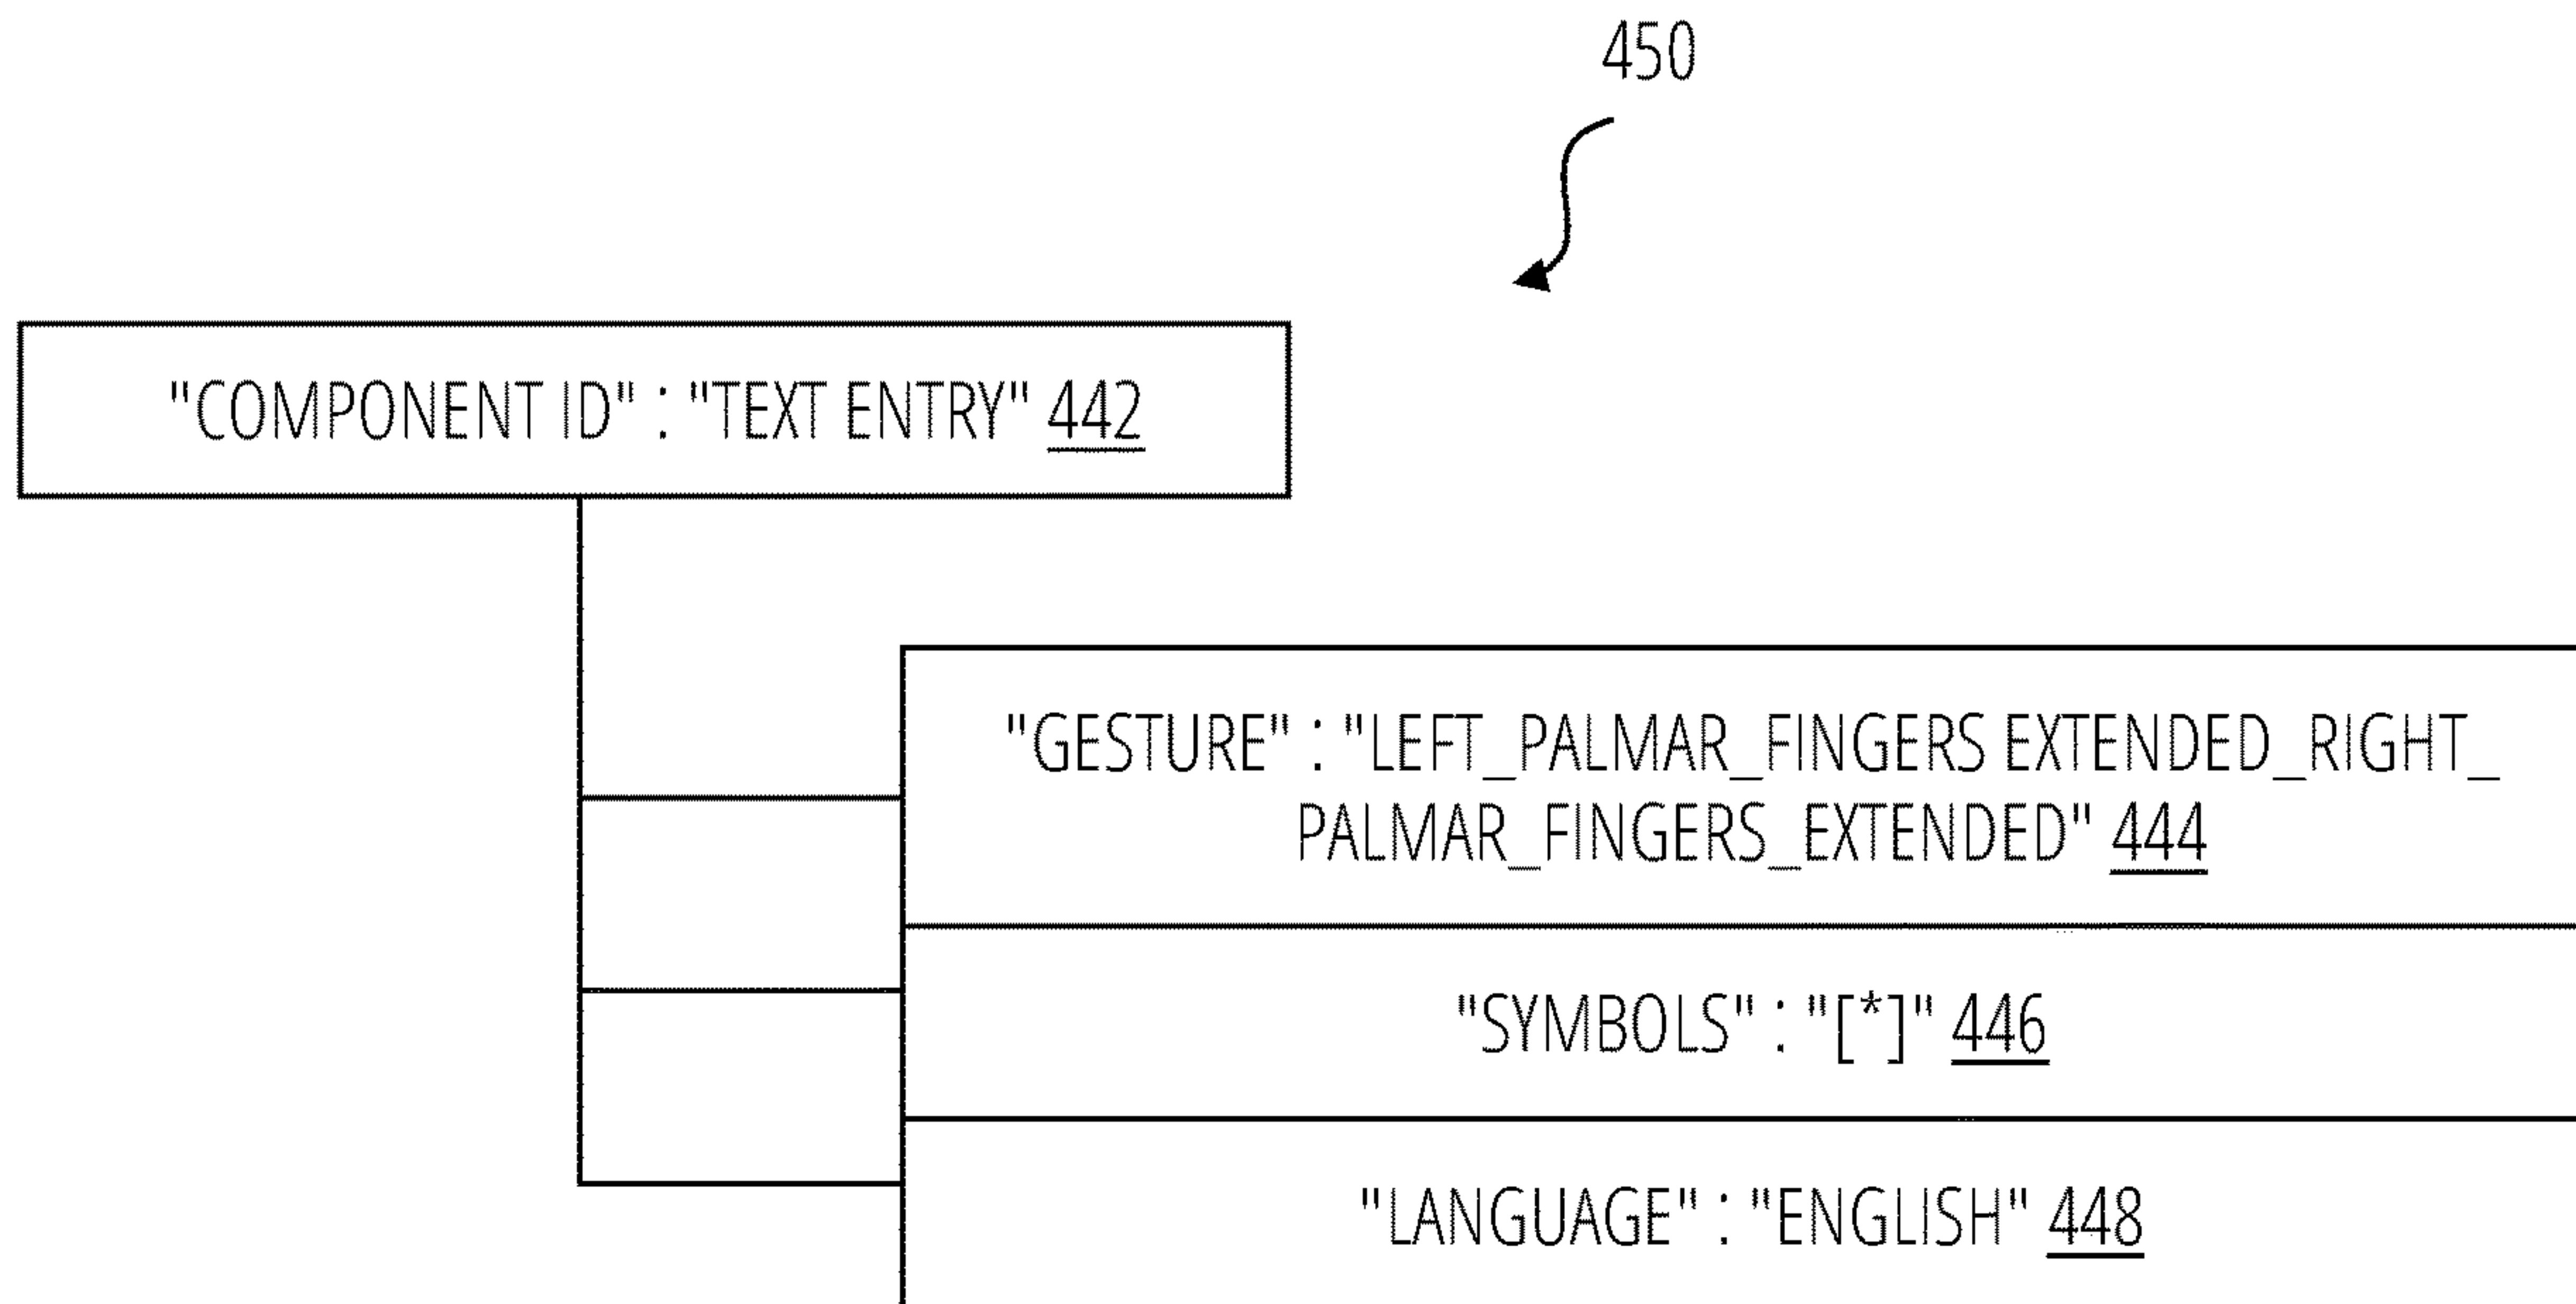 450
"COMPONENT ID" : "TEXT ENTRY" 442
"GESTURE" : "LEFT_PALMAR_FINGERS EXTENDED_RIGHT_
PALMAR_FINGERS_EXTENDED" 444
"SYMBOLS" : "[*]" 446
"LANGUAGE" : "ENGLISH" 448